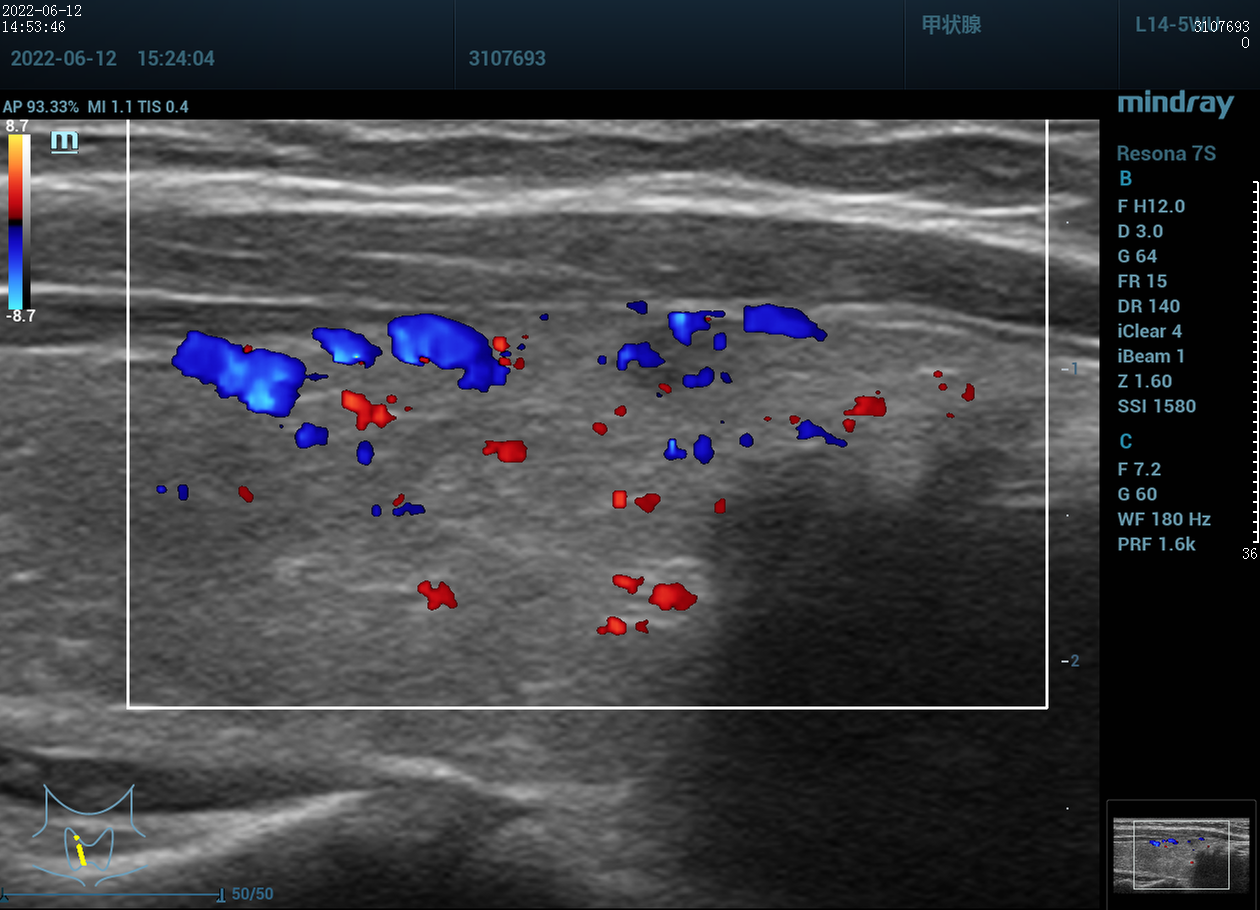 2022-06-12
14:53:46
甲状腺
3107693
0
2022-06-12 15:24:04
3107693
AP 93.33% MI 1.1 TIS 0.4
mindray
8.7
m
Resona 7S
B
F H12.0
D 3.0
G 64
FR 15
DR 140
-8.7
iClear 4
iBeam 1
-1
Z 1.60
SSI 1580
C
F 7.2
G 60
WF 180 Hz
PRF 1.6k
36
-2
50/50